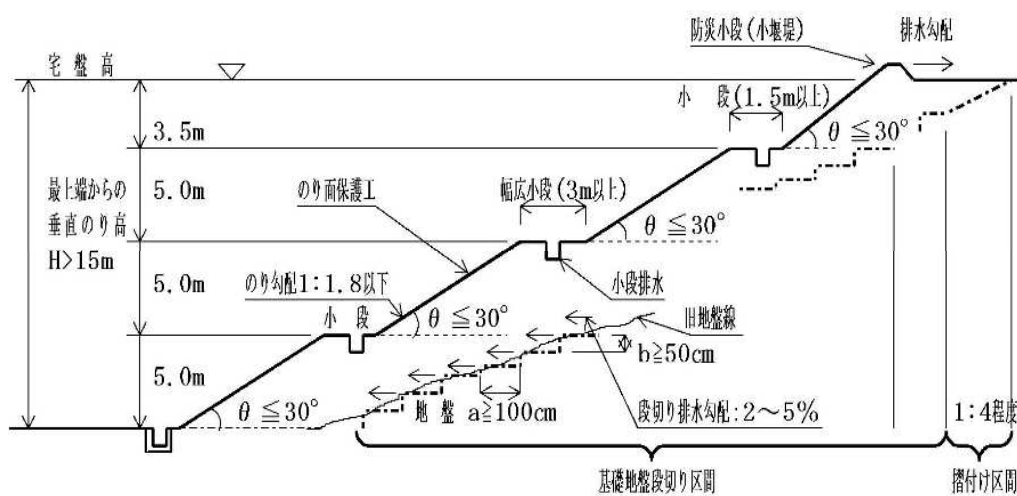 防災小段(小堰堤)
排水勾配
宅盤高
小 段(1.5m以上)
3.5m
θ≦30°
最上端からの
垂直のり高
H>15m
5.0m
のり面保護工
幅広小段(3m以上)
θ≦30°
5.0m
のり勾配1:1.8以下
小段排水
小 段
θ≦30°
旧地盤線
b≧50cm
5.0m
θ≦30°
地 盤
a≧100cm
段切り排水勾配:2～5%
1:4程度
基礎地盤段切り区間
摺付け区間